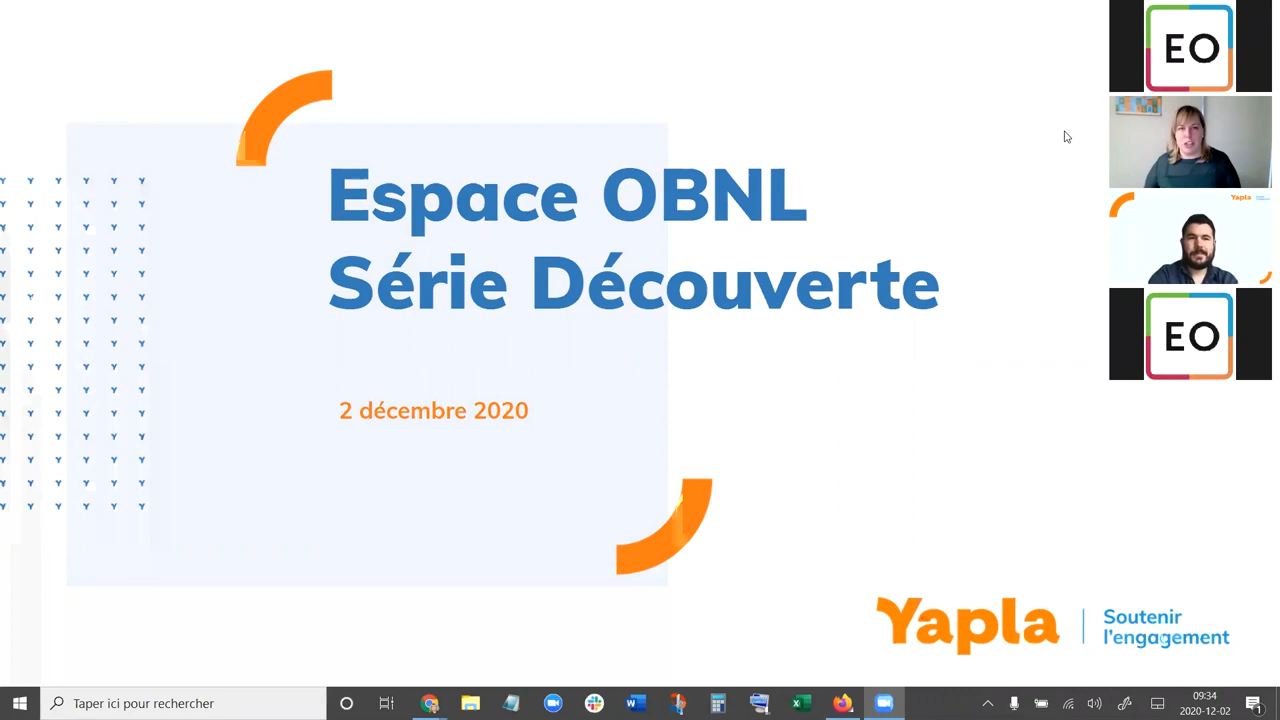 EO
Espace OBNL
Série Découverte
2 décembre 2020
Yapla
EO
Yapla
Soutenir
l'engagement
Taper ici pour rechercher
09:34
2020-12-02
1